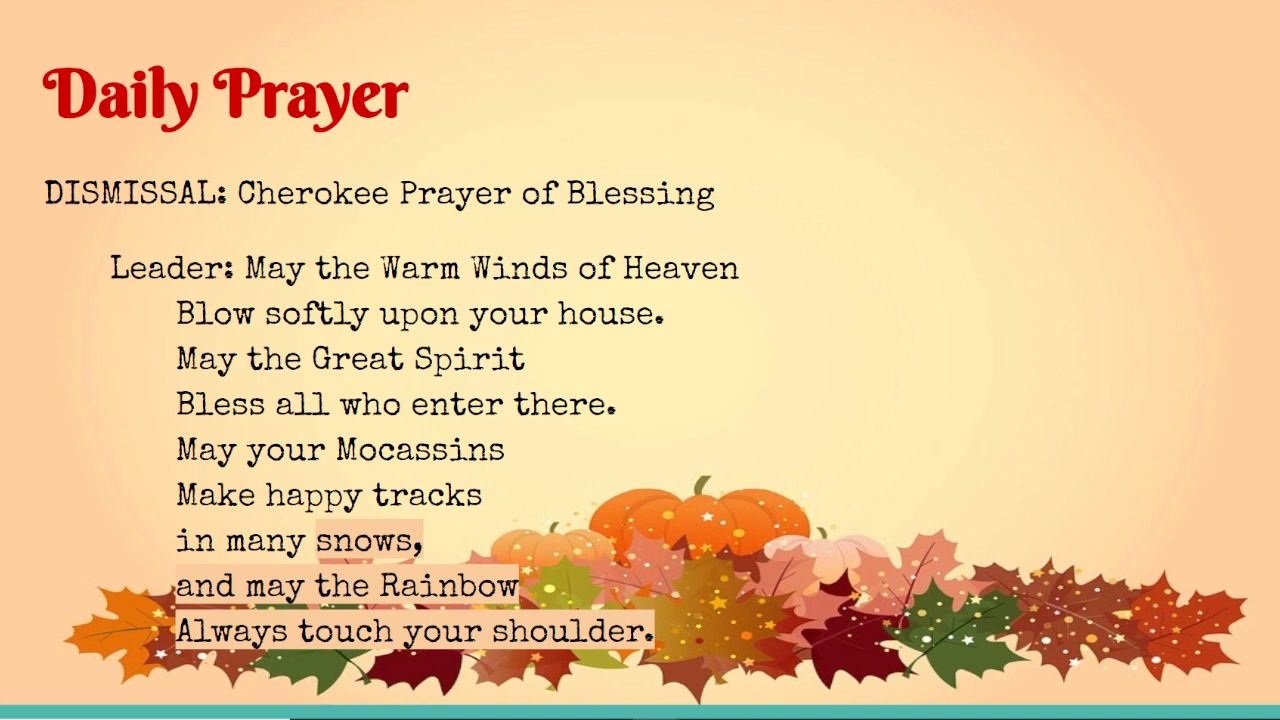 Daily Prayer
DISMISSAL: Cherokee Prayer of Blessing
Leader: May the Warm Winds of Heaven
Blow softly upon your house.
May the Great Spirit
Bless all who enter there.
May your Mocassins
Make happy tracks
in many snows,
and may the Rainbow
Always touch your shoulder.